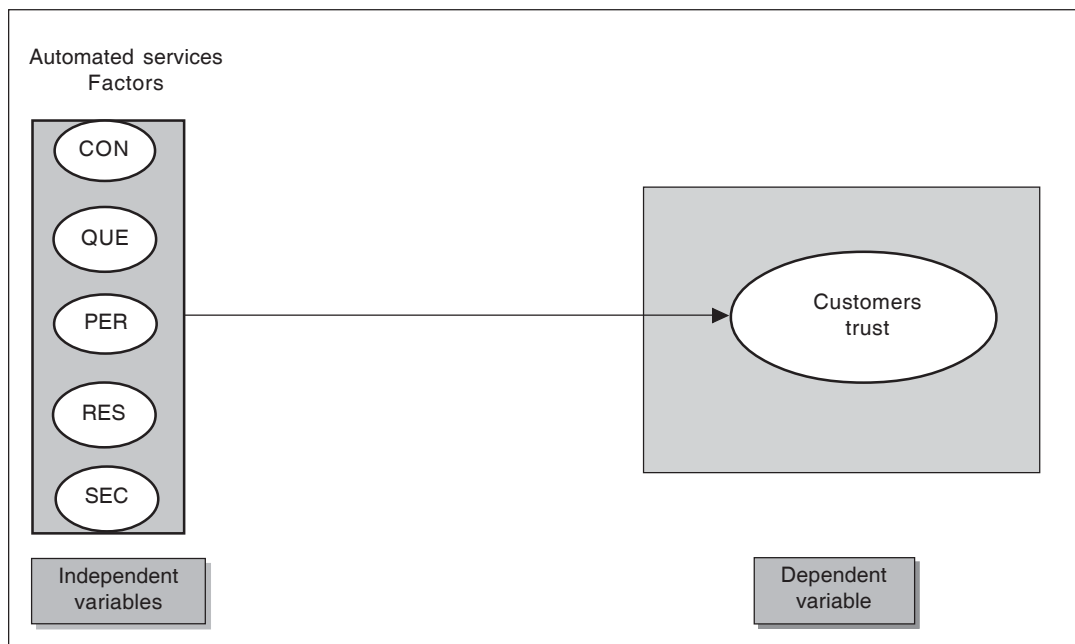 Automated services
Factors
CON
QUE
PER
RES
SEC
Customers
trust
Independent
variables
Dependent
variable